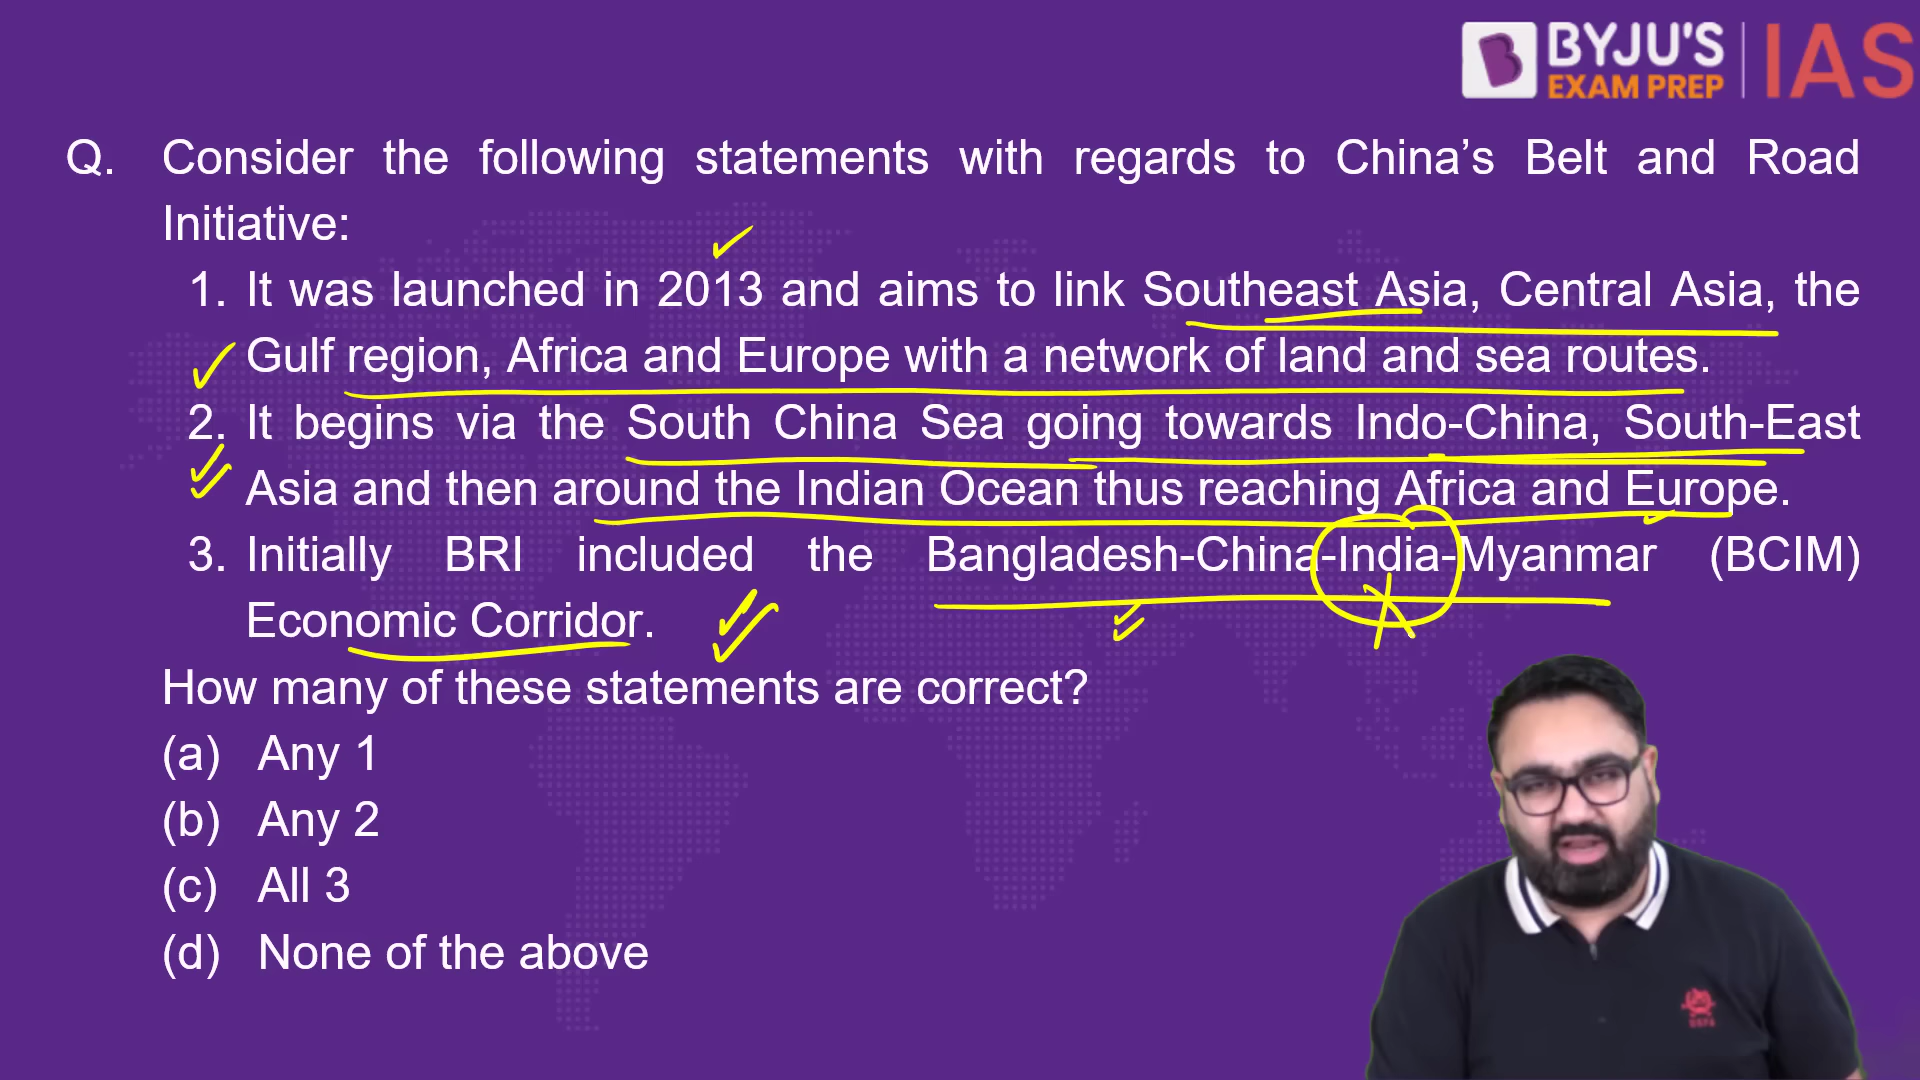 BYJU'S
EXAM PREP
IAS
Q. Consider the following statements with regards to China’s Belt and Road
Initiative:
1. It was launched in 2013 and aims to link Southeast Asia, Central Asia, the
Gulf region, Africa and Europe with a network of land and sea routes.
2. It begins via the South China Sea going towards Indo-China, South-East
Asia and then around the Indian Ocean thus reaching Africa and Europe.
3. Initially BRI included the Bangladesh-China-India-Myanmar (BCIM)
Economic Corridor.
How many of these statements are correct?
(a) Any 1
(b) Any 2
(c) All 3
(d) None of the above